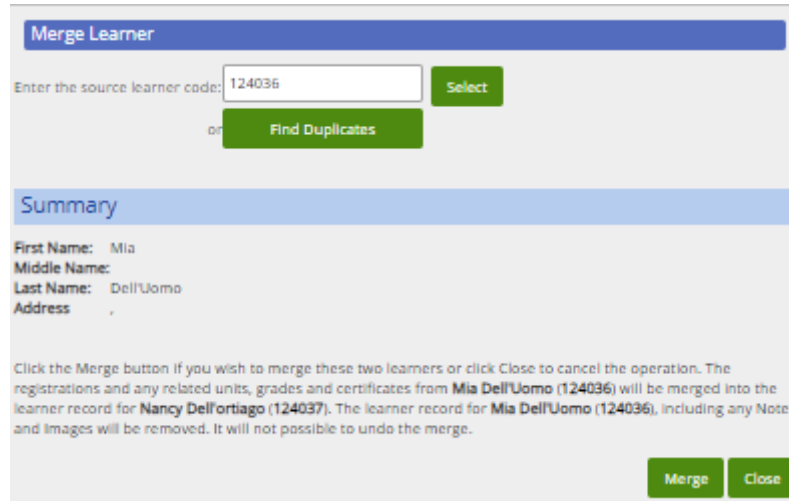 Merge Learner
Enter the source learner code: 124036 Select
or Find Duplicates
Summary
First Name: Mia
Middle Name:
Last Name: Dell'Uomo
Address ,
Click the Merge button if you wish to merge these two learners or click Close to cancel the operation. The
registrations and any related units, grades and certificates from Mia Dell'Uomo (124036) will be merged into the
learner record for Nancy Dell'ortiago (124037). The learner record for Mia Dell'Uomo (124036), including any Note
and Images will be removed. It will not possible to undo the merge.
Merge Close